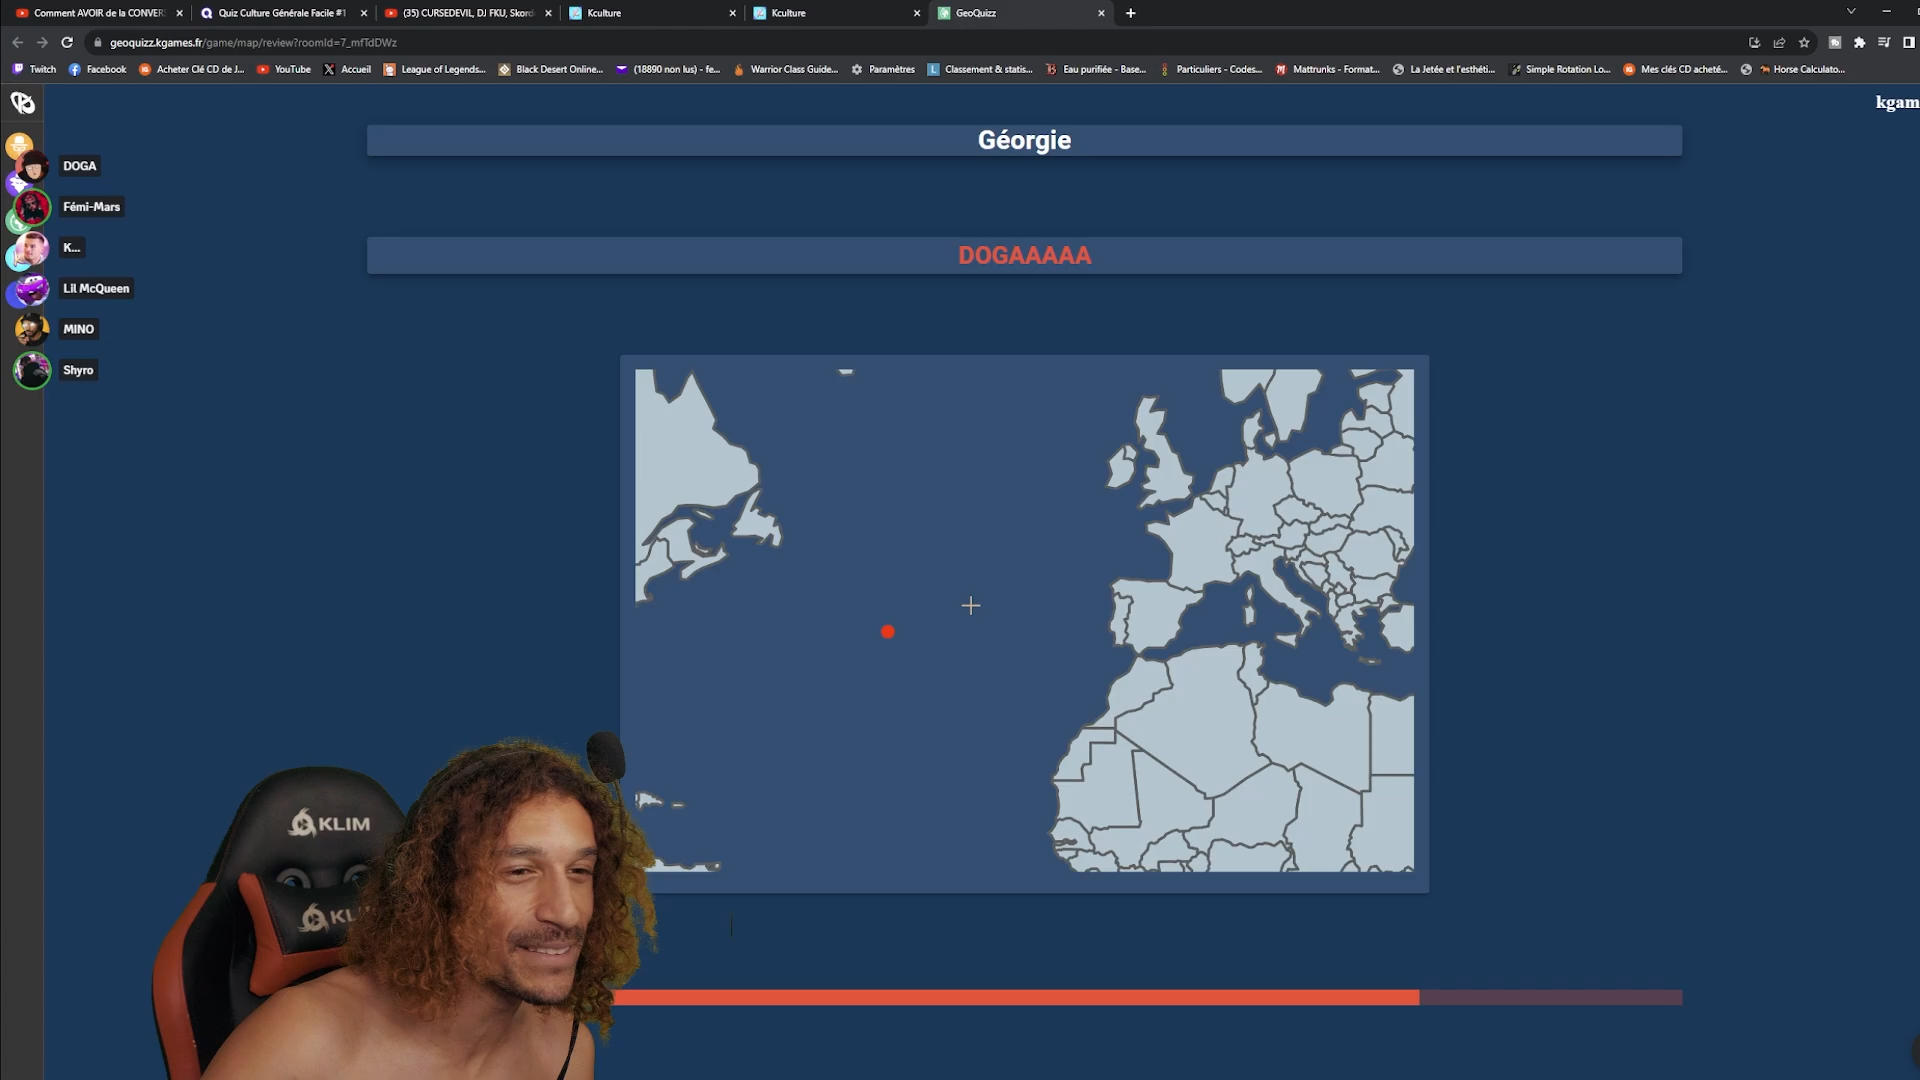 Comment AVOIR de la CONVER
Quiz Culture Générale Facile #1
(35) CURSEDEVIL, DJ FKU, Skord
Kculture
Kculture
GeoQuizz
geoquizz.kgames.fr/game/map/review?roomId=7_mfTdDWz
Twitch
Facebook
Acheter Clé CD de J...
YouTube
Accueil
League of Legends...
Black Desert Online...
(18890 non lus) - fe...
Warrior Class Guide...
Paramètres
Classement & statis...
Eau purifiée - Base...
Particuliers - Codes...
Mattrunks - Format...
La Jetée et l'esthéti...
Simple Rotation Lo...
Mes clés CD acheté...
Horse Calculato...
kgam
Géorgie
DOGA
Fémi-Mars
K...
DOGAAAAA
Lil McQueen
MINO
Shyro
KLIM
KL